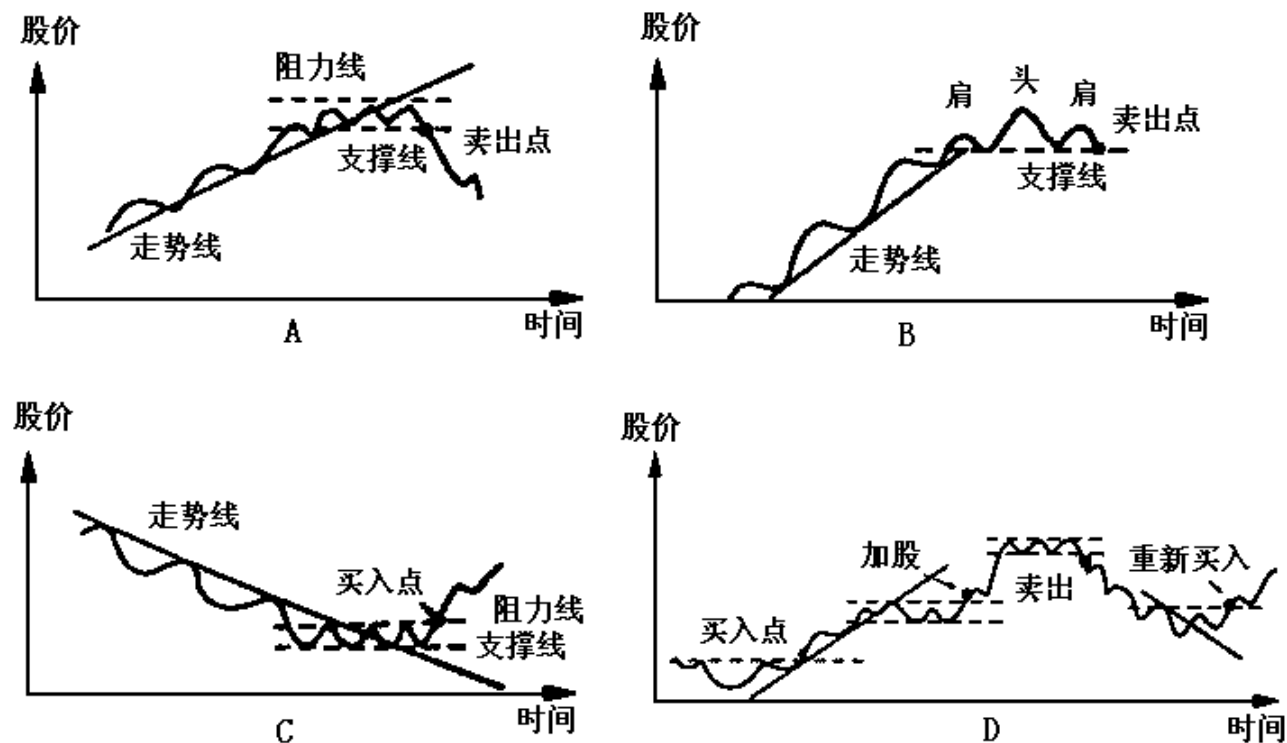 股价
阻力线
支撑线
卖出点
走势线
时间
A
股价
肩
头
肩
卖出点
支撑线
走势线
时间
B
股价
走势线
买入点
阻力线
支撑线
时间
C
股价
加股
重新买入
卖出
买入点
时间
D